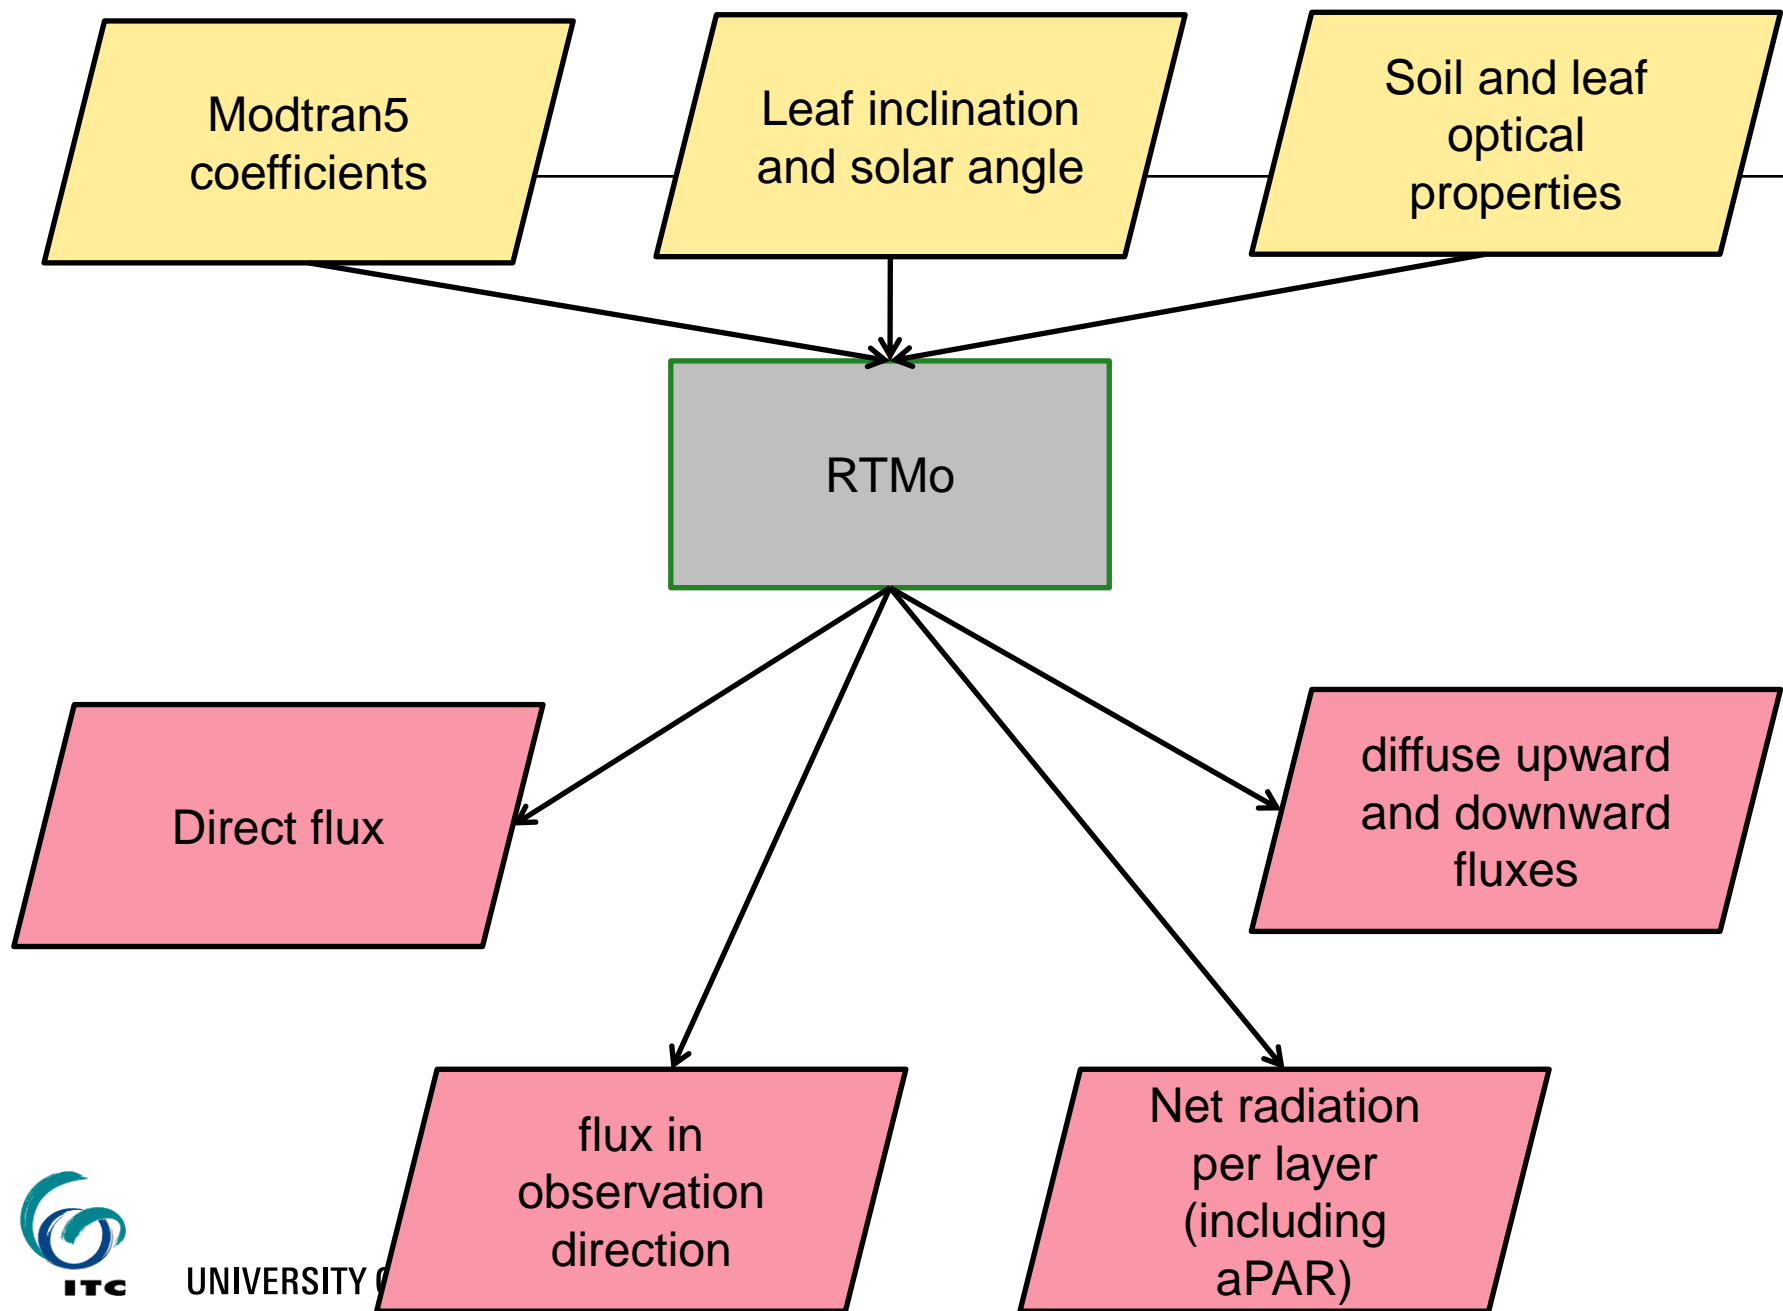 Modtran5
coefficients
Leaf inclination
and solar angle
Soil and leaf
optical
properties
RTMo
Direct flux
diffuse upward
and downward
fluxes
flux in
observation
direction
Net radiation
per layer
(including
aPAR)
ITC
UNIVERSITY